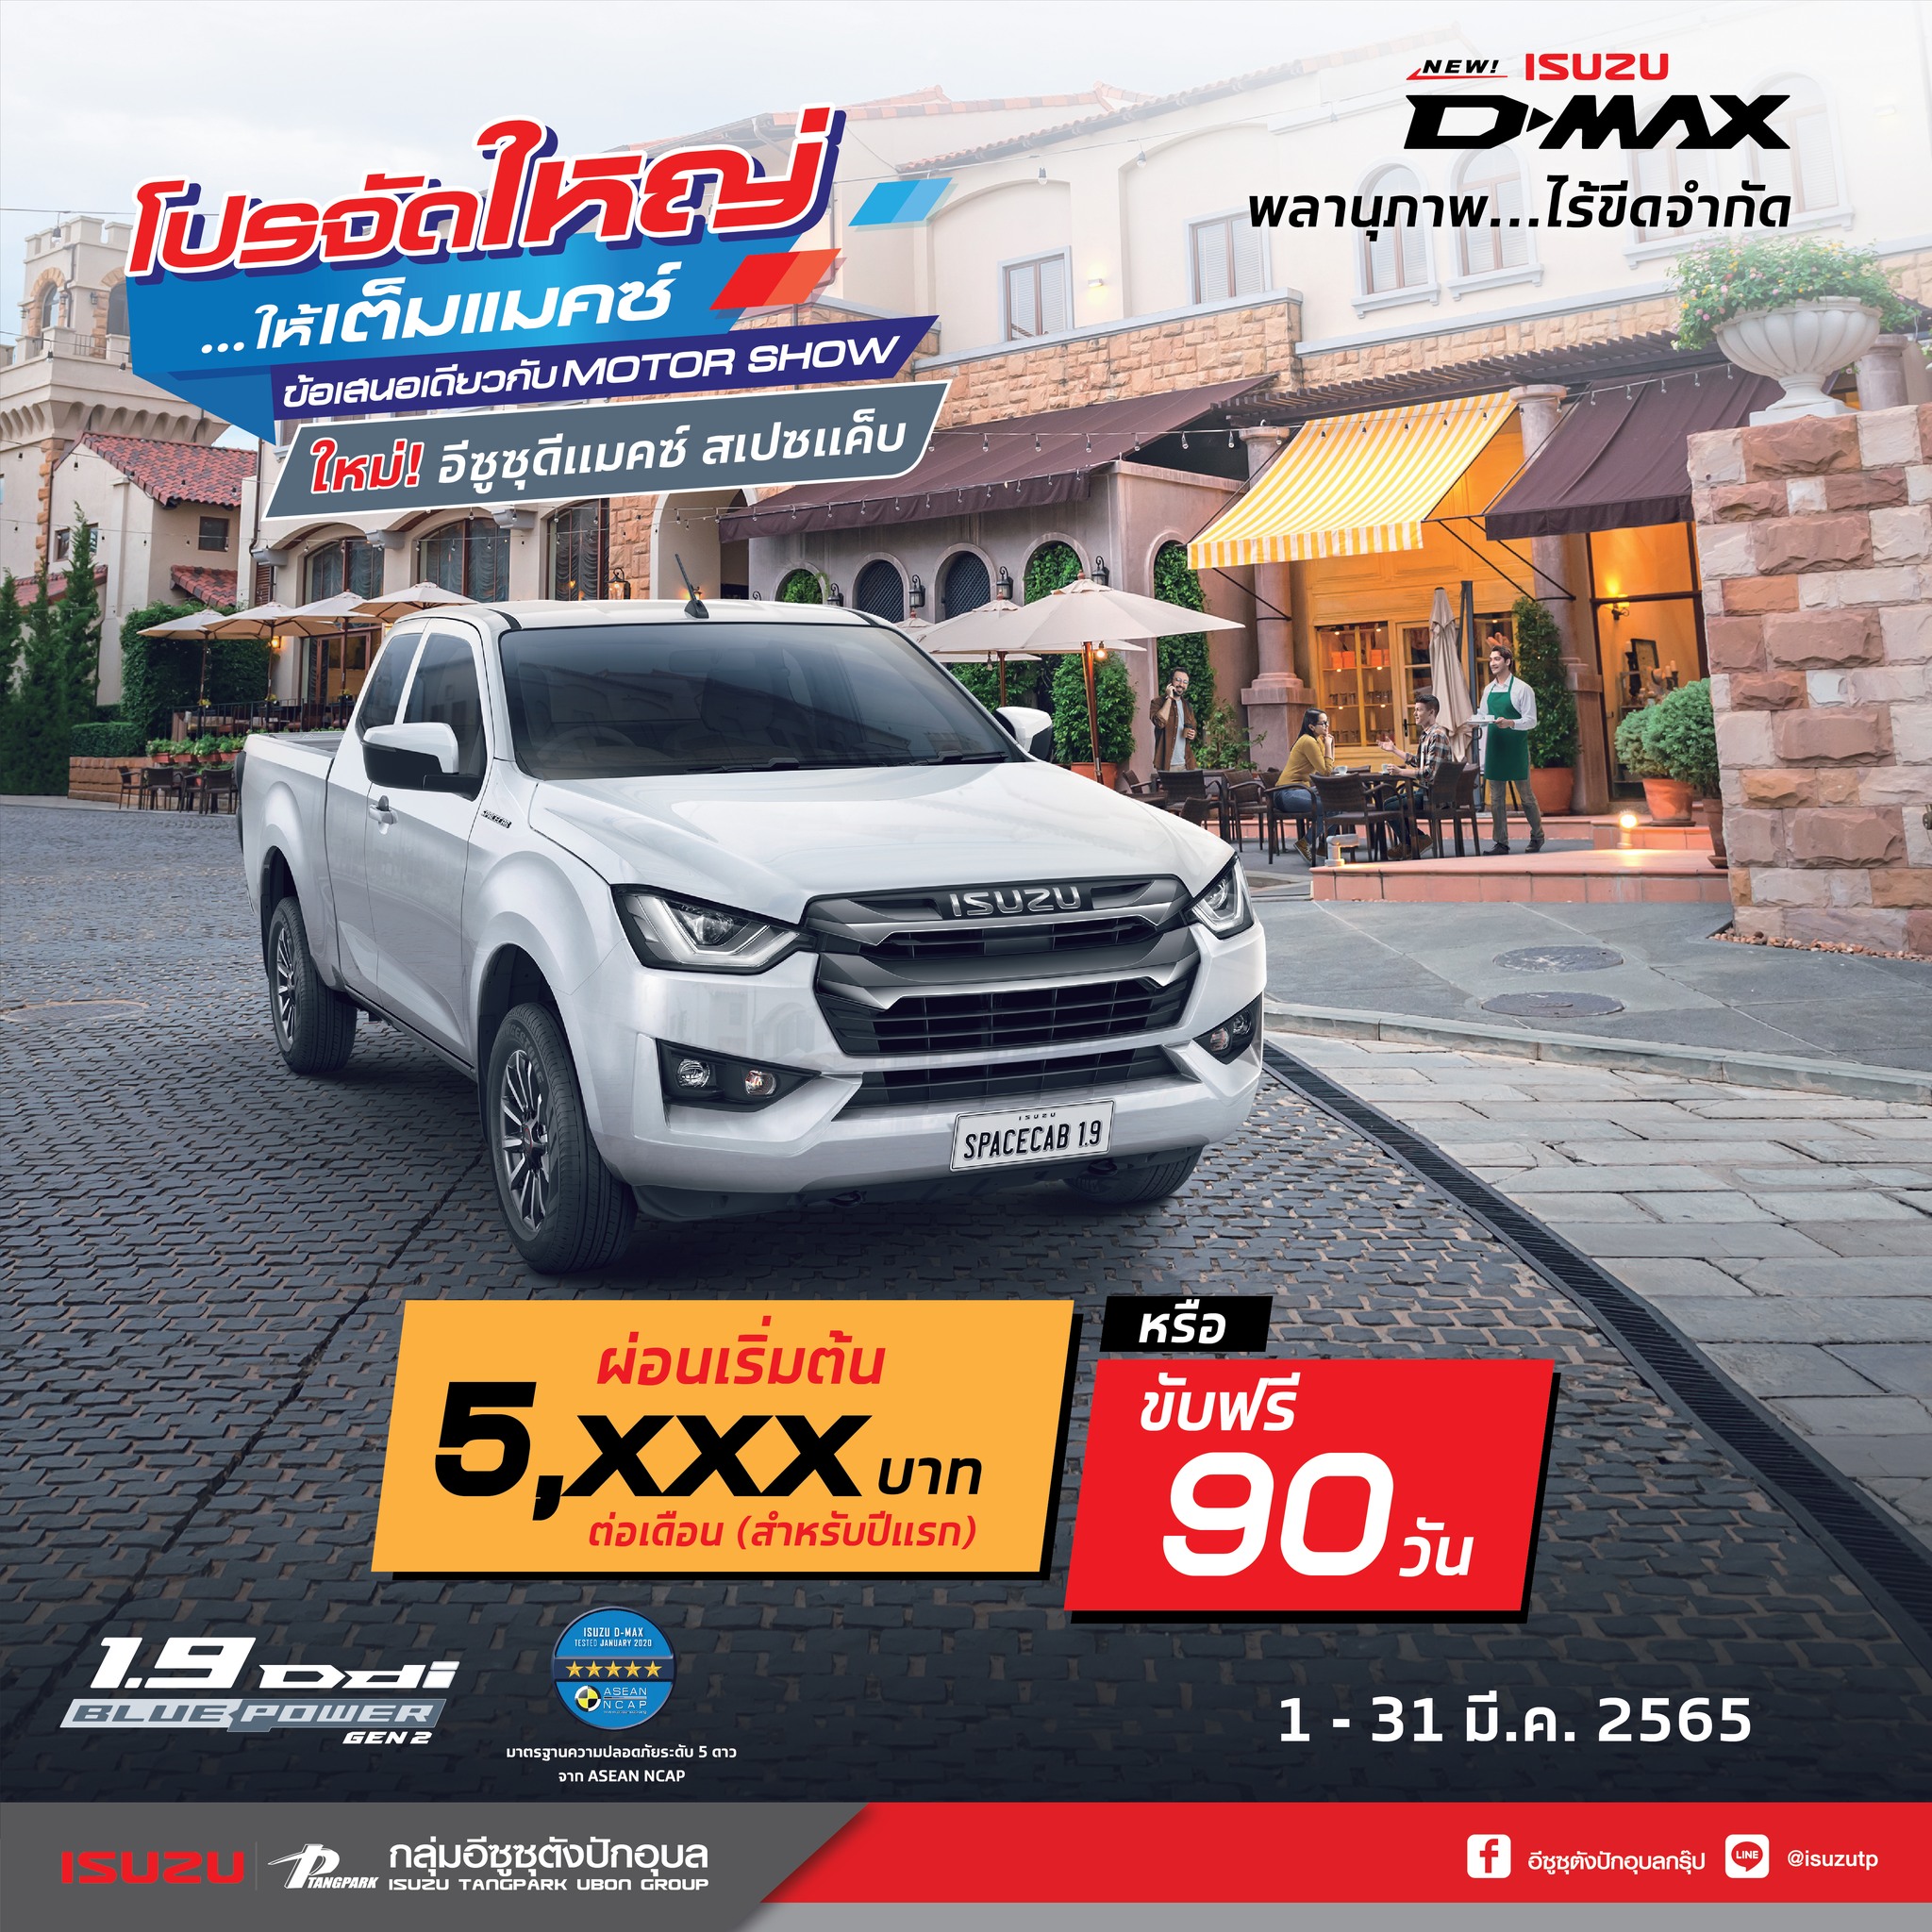 NEW! ISUZU
D-MAX
พลานุภาพ...ไร้ขีดจำกัด
โปรจัดใหญ่
...ให้เต็มแมคซ์
ข้อเสนอเดียวกับ MOTOR SHOW
ใหม่! อีซูซุดีแมคซ์ สเปซแค็บ
SPACECAB
ISUZU
ISUZU
SPACECAB 1.9
ผ่อนเริ่มต้น
5,xxx บาท
ต่อเดือน (สำหรับปีแรก)
หรือ
ขับฟรี
90 วัน
1.9 Ddi
BLUE POWER
GEN 2
ISUZU D-MAX
TESTED JANUARY 2020
ASEAN
NCAP
มาตรฐานความปลอดภัยระดับ 5 ดาว
จาก ASEAN NCAP
1 - 31 มี.ค. 2565
ISUZU
TANGPARK
กลุ่มอีซูซุตังปักอุบล
ISUZU TANGPARK UBON GROUP
f อีซูซุตังปักอุบลกรุ๊ป LINE @isuzutp